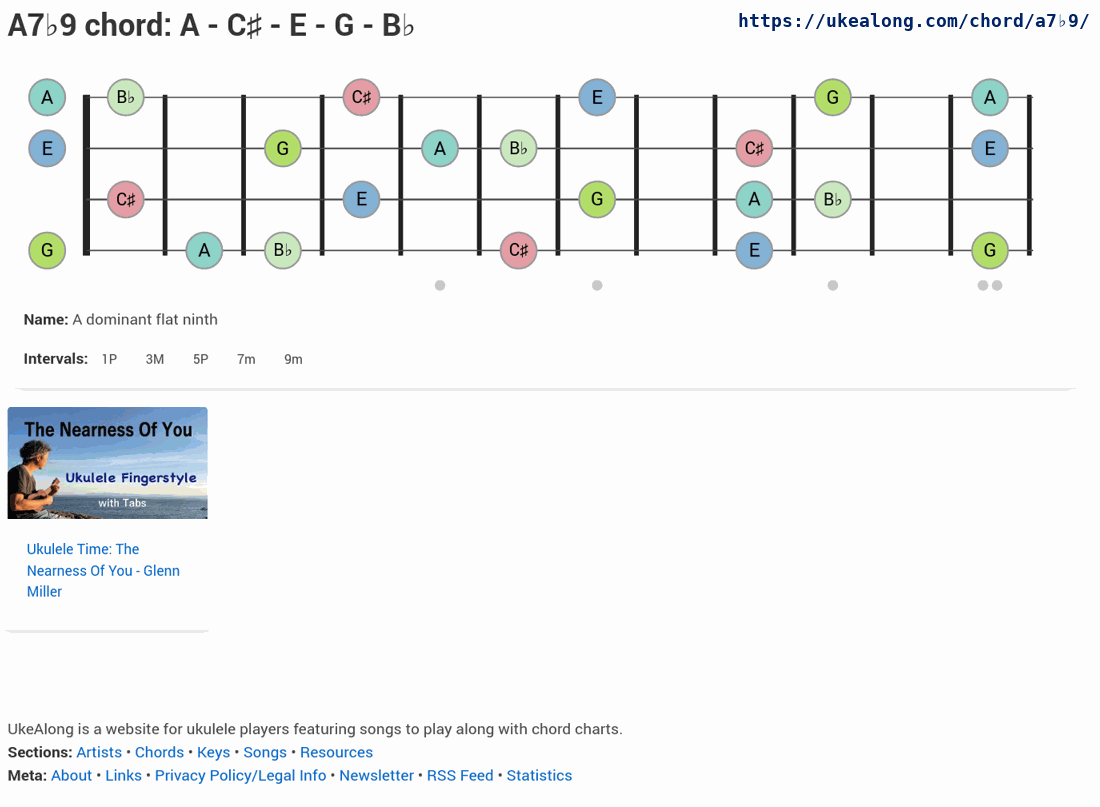 A7♭9 chord: A - C♯ - E - G - B♭
https://ukealong.com/chord/a7♭9/
A B♭ C♯ E G A
E G A B♭ C♯ E
C♯ E G A B♭
G A B♭ C♯ E G
Name: A dominant flat ninth
Intervals: 1P 3M 5P 7m 9m
The Nearness Of You
Ukulele Fingerstyle
with Tabs
Ukulele Time: The
Nearness Of You - Glenn
Miller
UkeAlong is a website for ukulele players featuring songs to play along with chord charts.
Sections: Artists • Chords • Keys • Songs • Resources
Meta: About • Links • Privacy Policy/Legal Info • Newsletter • RSS Feed • Statistics